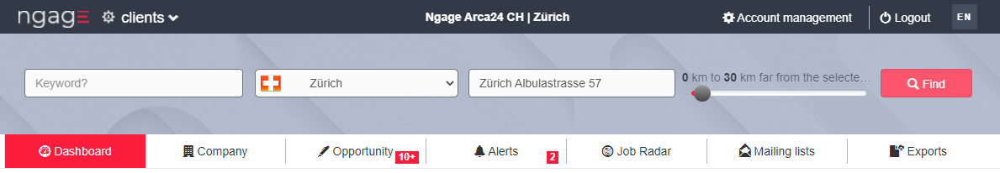 ngage clients Ngage Arca24 CH | Zürich Account management Logout EN
Keyword? Zürich Zürich Albulastrasse 57 0 km to 30 km far from the selecte... Find
Dashboard Company Opportunity 10+ Alerts 2 Job Radar Mailing lists Exports